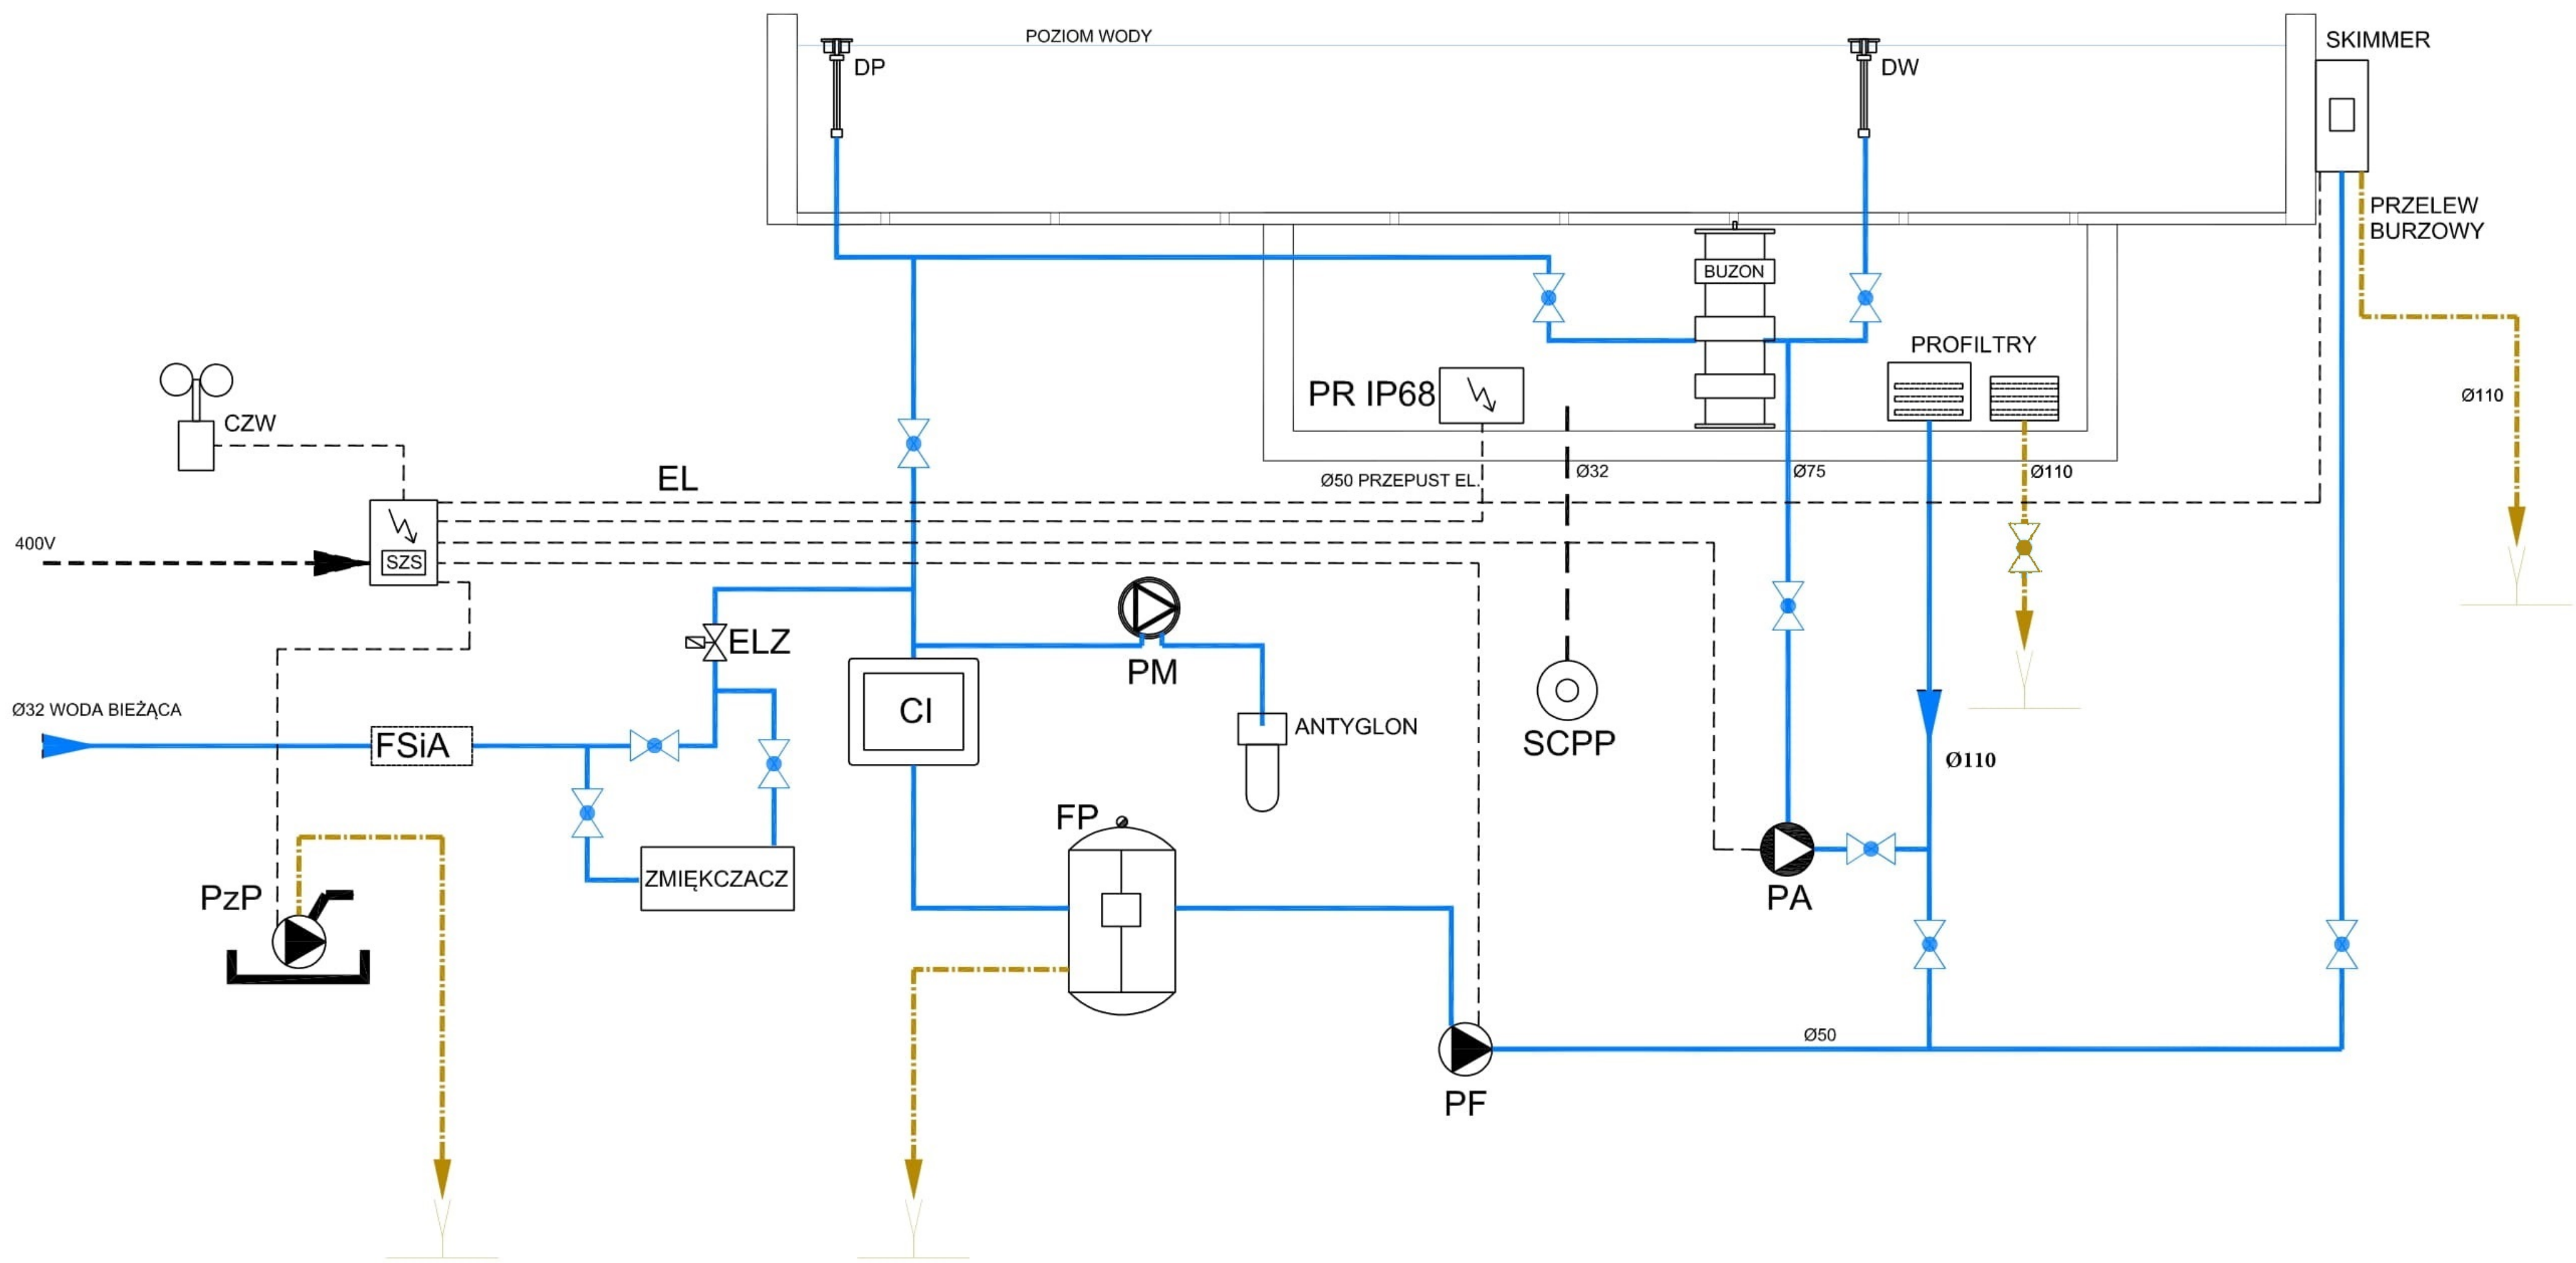 POZIOM WODY
SKIMMER
DP
DW
PRZELEW
BURZOWY
BUZON
PROFILTRY
PR IP68
Ø110
CZW
EL
Ø50 PRZEPUST EL.
Ø32
Ø75
Ø110
400V
SZS
ELZ
PM
Ø32 WODA BIEŻĄCA
FSiA
CI
ANTYGLON
SCPP
Ø110
FP
ZMIĘKCZACZ
PzP
PA
Ø50
PF